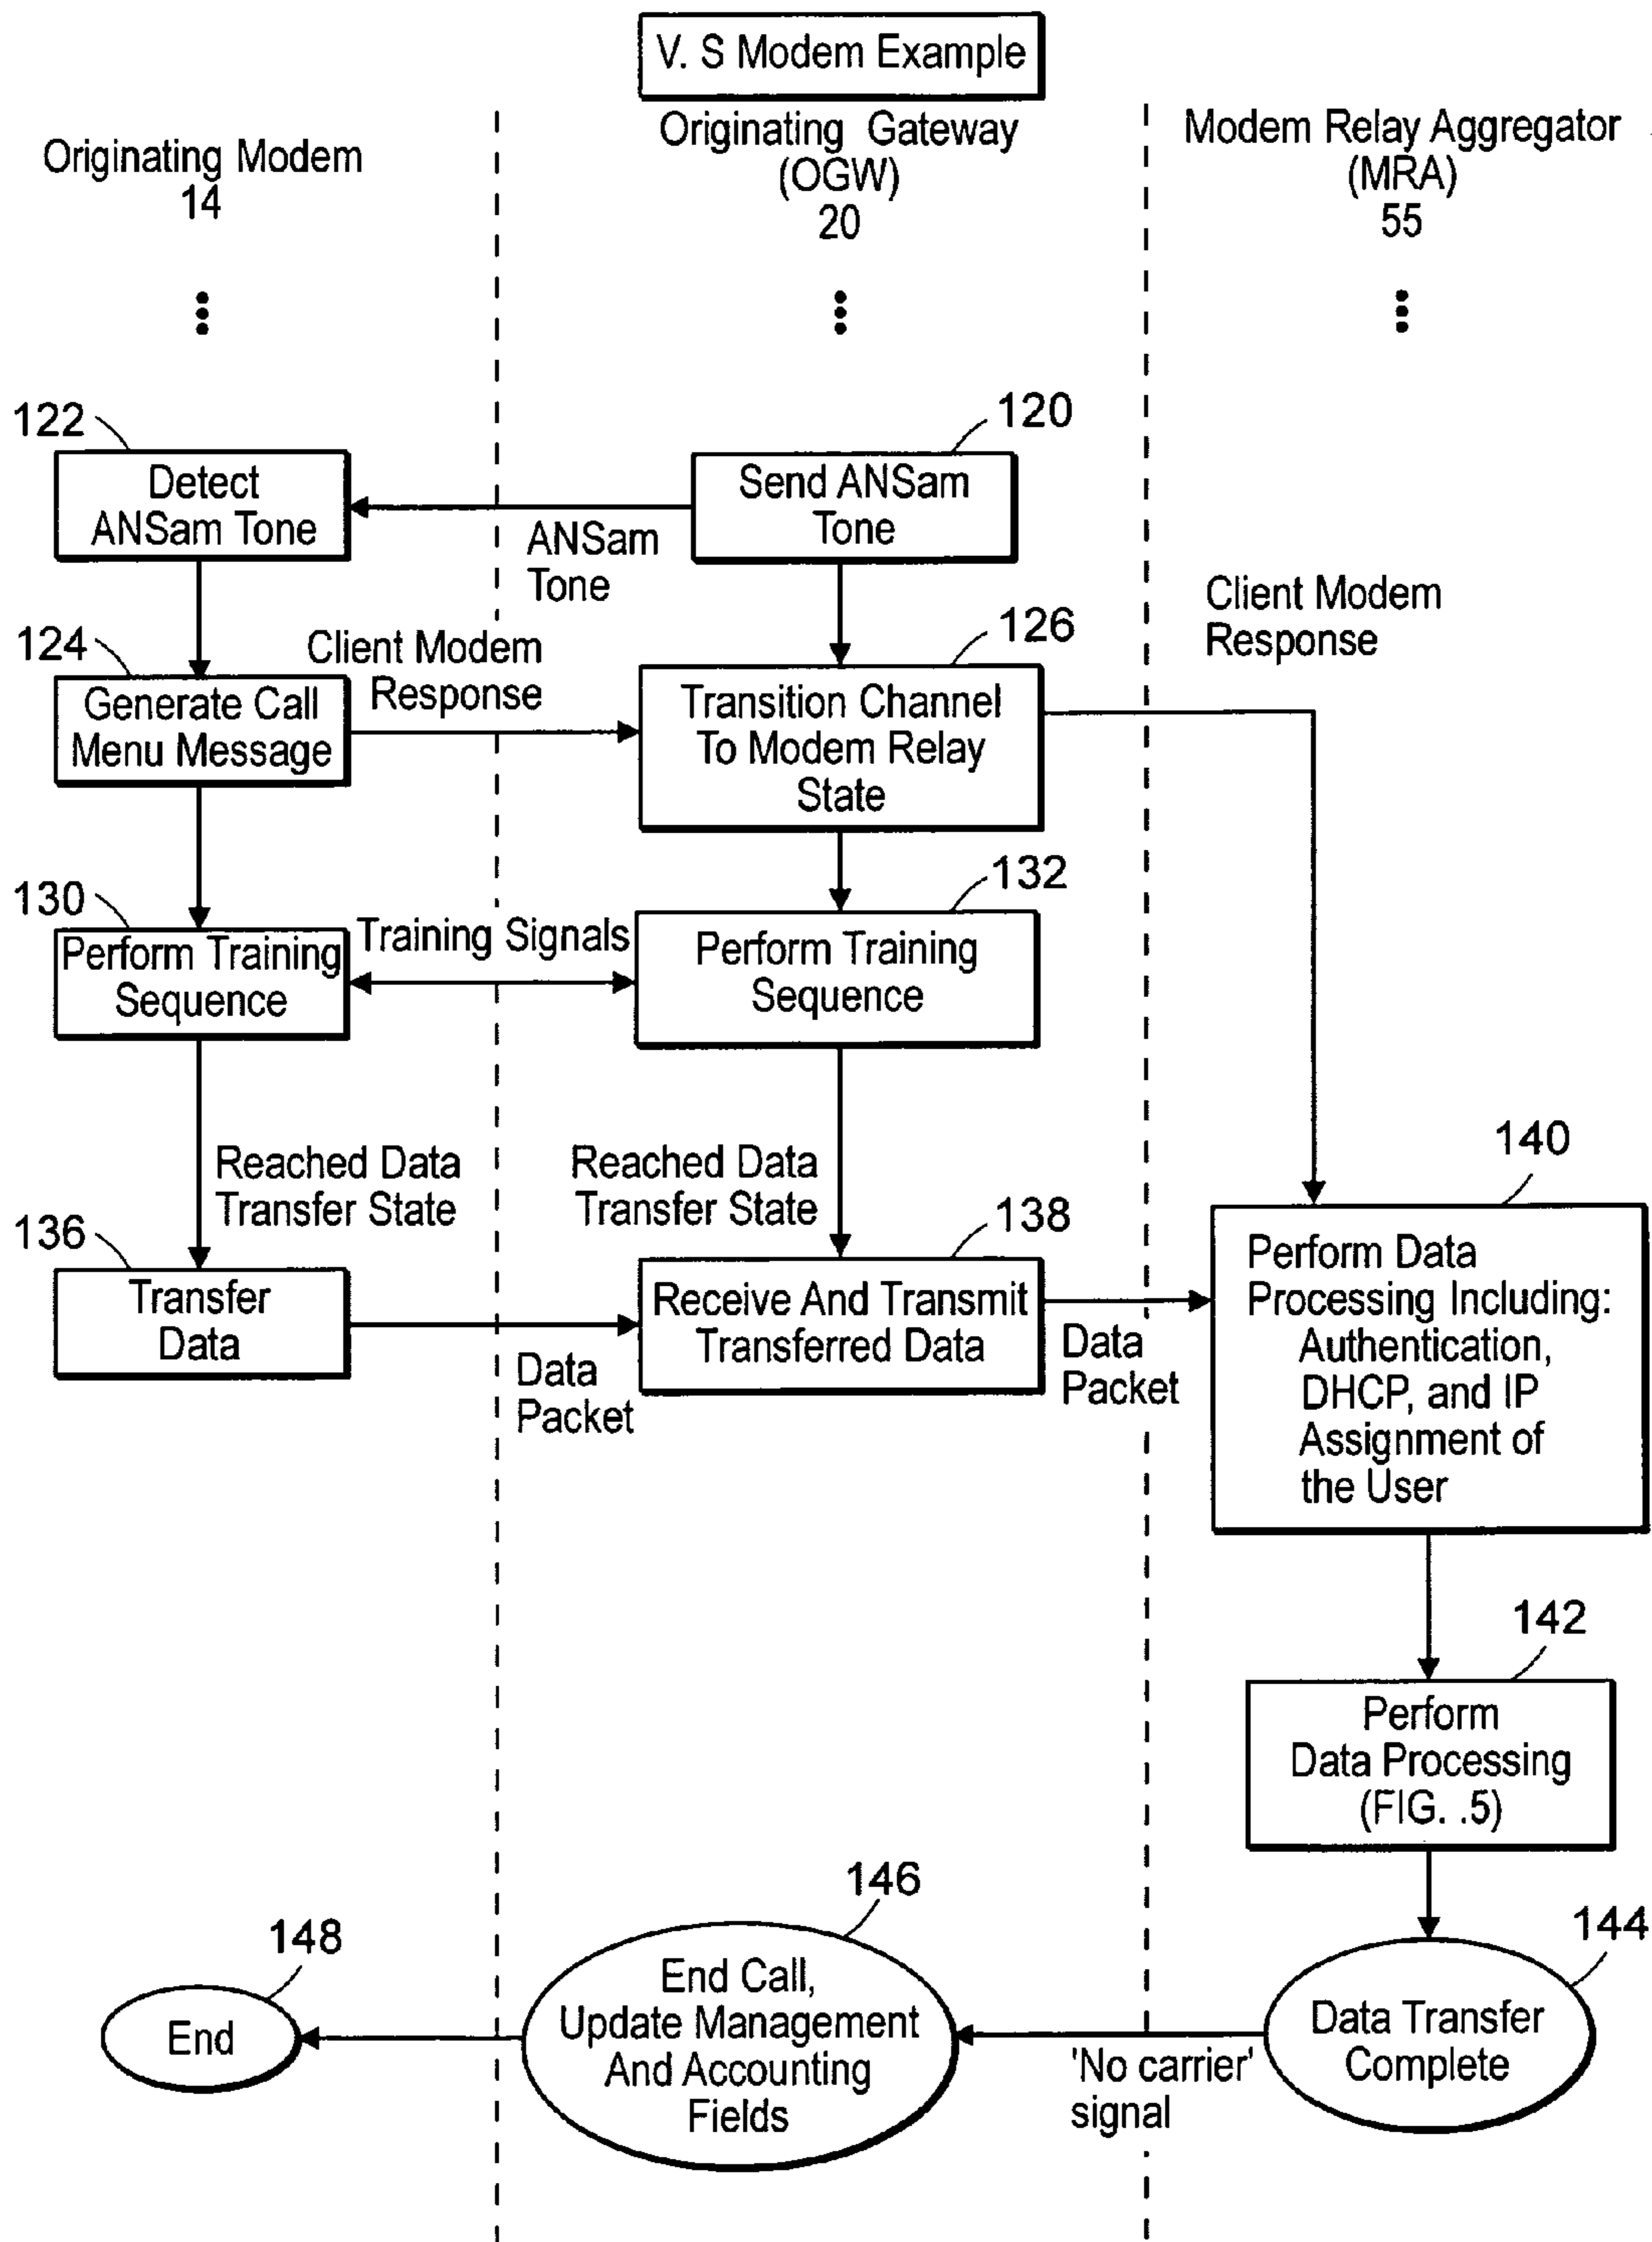 V. S Modem Example
Originating Modem
14
Originating Gateway
(OGW)
20
Modem Relay Aggregator
(MRA)
55
122
Detect
ANSam Tone
ANSam
Tone
120
Send ANSam
Tone
124
Generate Call
Menu Message
Client Modem
Response
126
Transition Channel
To Modem Relay
State
Client Modem
Response
130
Perform Training
Sequence
Training Signals
132
Perform Training
Sequence
Reached Data
Transfer State
Reached Data
Transfer State
136
Transfer
Data
Data
Packet
138
Receive And Transmit
Transferred Data
Data
Packet
140
Perform Data
Processing Including:
Authentication,
DHCP, and IP
Assignment of
the User
142
Perform
Data Processing
(FIG. .5)
144
Data Transfer
Complete
'No carrier'
signal
146
End Call,
Update Management
And Accounting
Fields
148
End